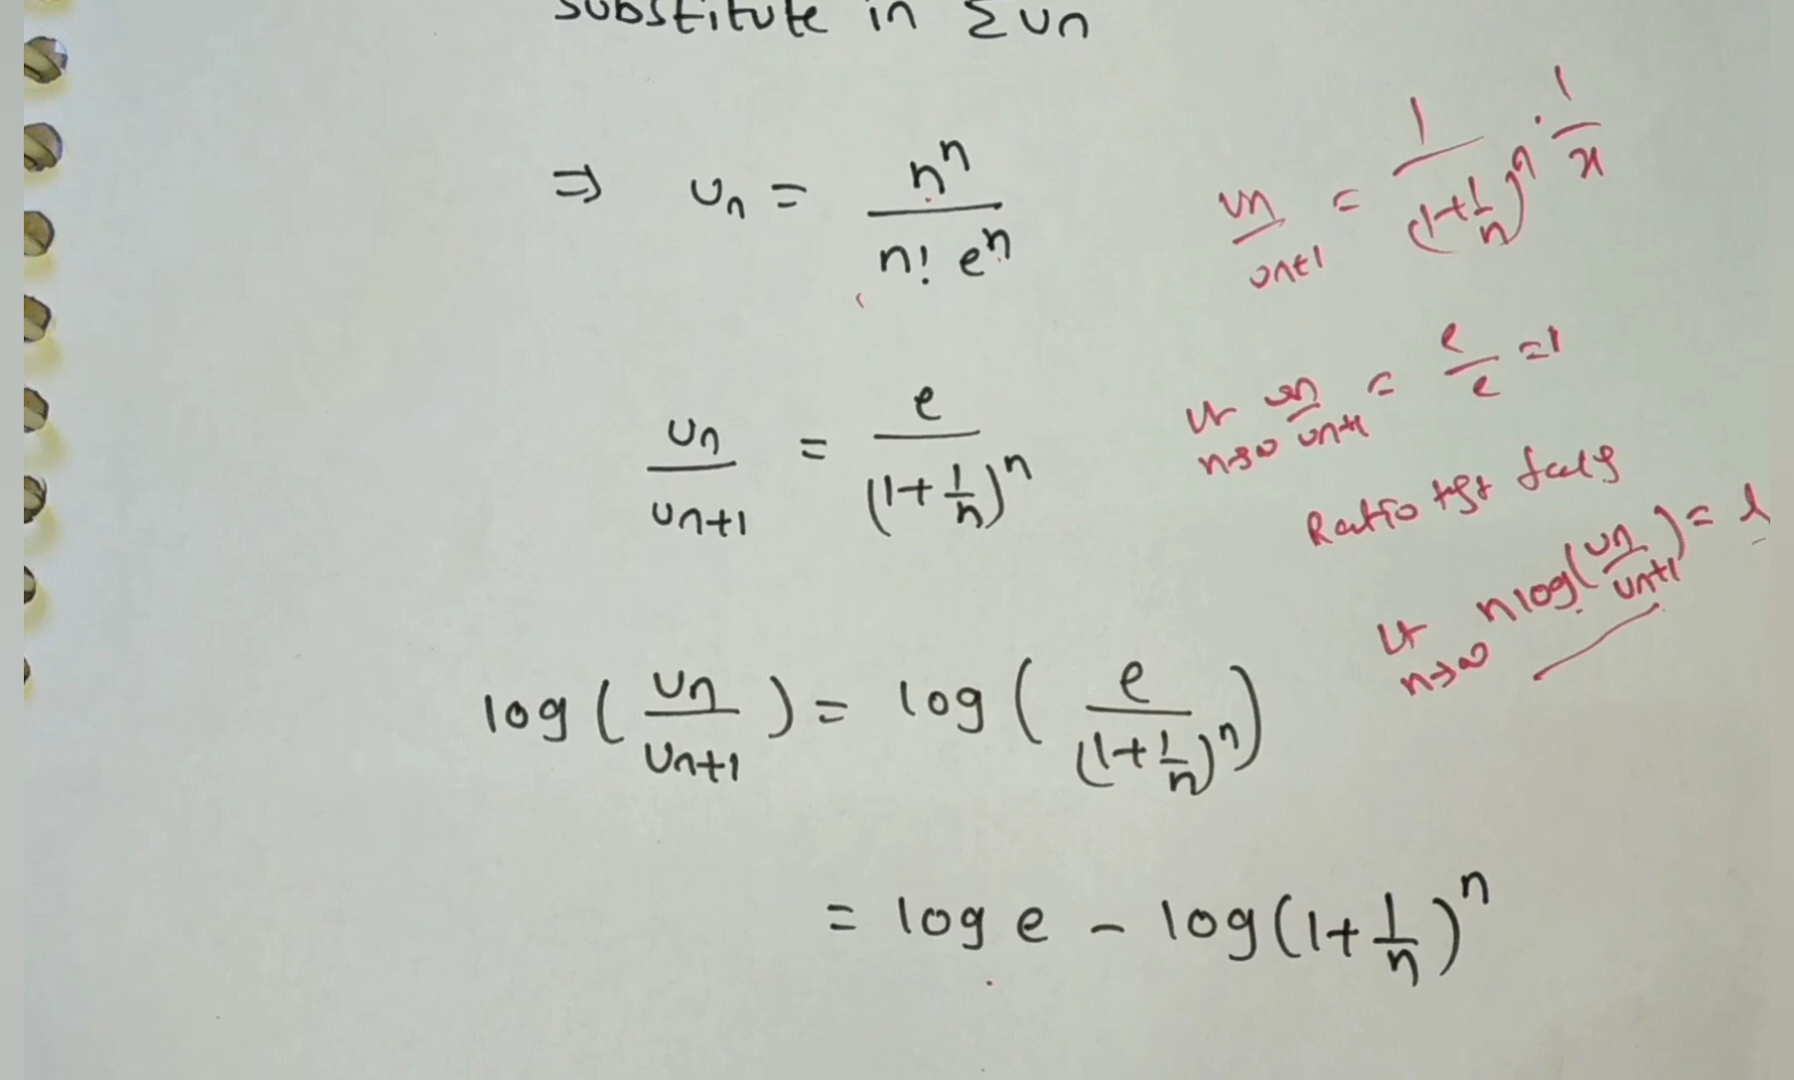 substitute in Σun
⇒ un = n^n / n! e^n
un / un+1 = 1 / (1+1/n)^n · 1/x
un / un+1 = e / (1+1/n)^n
Lt n→∞ un / un+1 = e/e = 1
Ratio test fails
Lt n→∞ n log(un / un+1) = l
log(un / un+1) = log(e / (1+1/n)^n)
= log e - log(1+1/n)^n